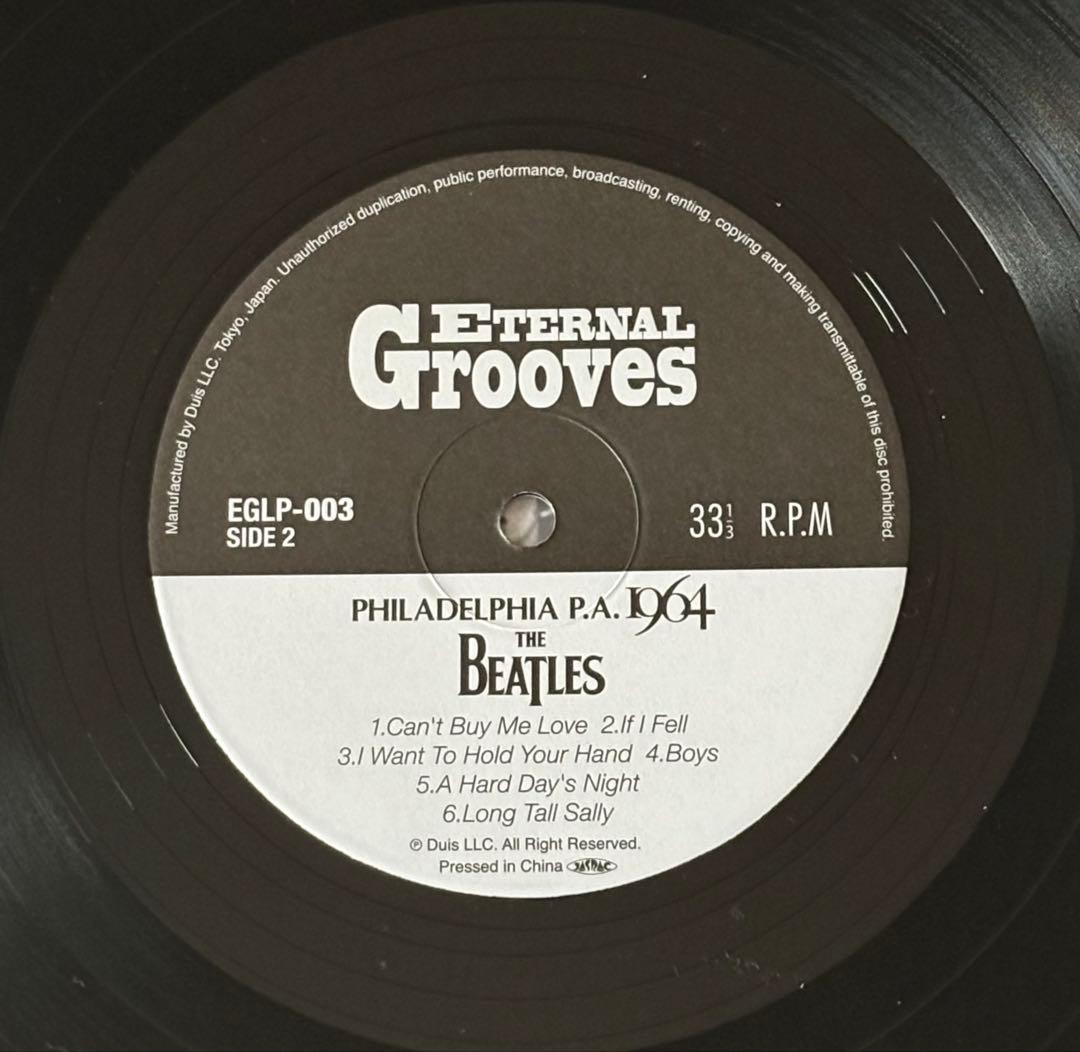 Manufactured by Duis LLC. Tokyo, Japan. Unauthorized duplication, public performance, broadcasting, renting, copying and making transmittable of this disc prohibited.
ETERNAL
Grooves
EGLP-003
SIDE 2
33 1/3 R.P.M
PHILADELPHIA P.A. 1964
THE
BEATLES
1.Can't Buy Me Love 2.If I Fell
3.I Want To Hold Your Hand 4.Boys
5.A Hard Day's Night
6.Long Tall Sally
℗ Duis LLC. All Right Reserved.
Pressed in China JASRAC